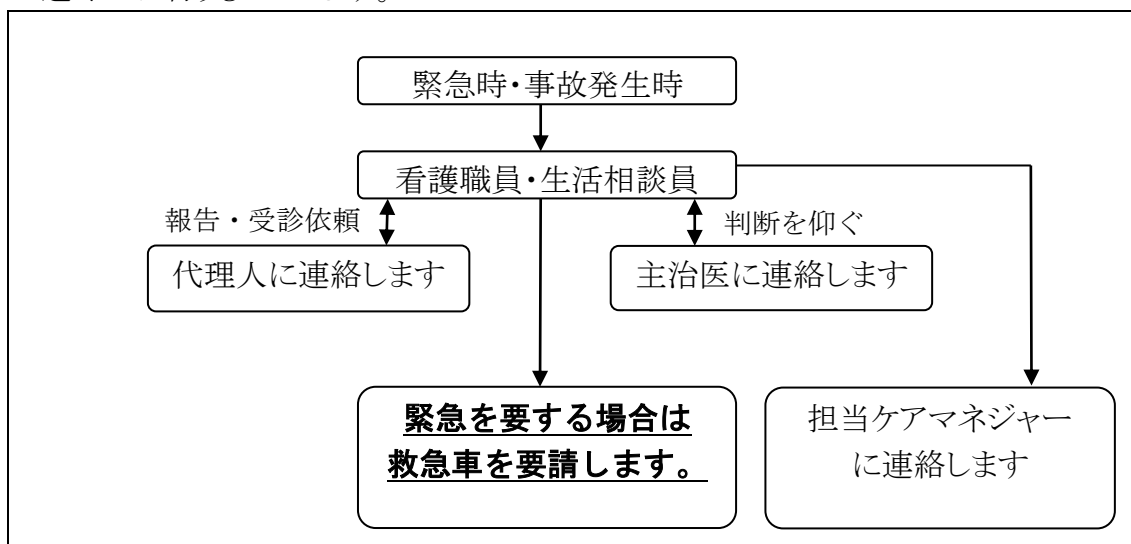 緊急時・事故発生時
看護職員・生活相談員
報告・受診依頼
判断を仰ぐ
代理人に連絡します
主治医に連絡します
緊急を要する場合は
救急車を要請します。
担当ケアマネジャー
に連絡します